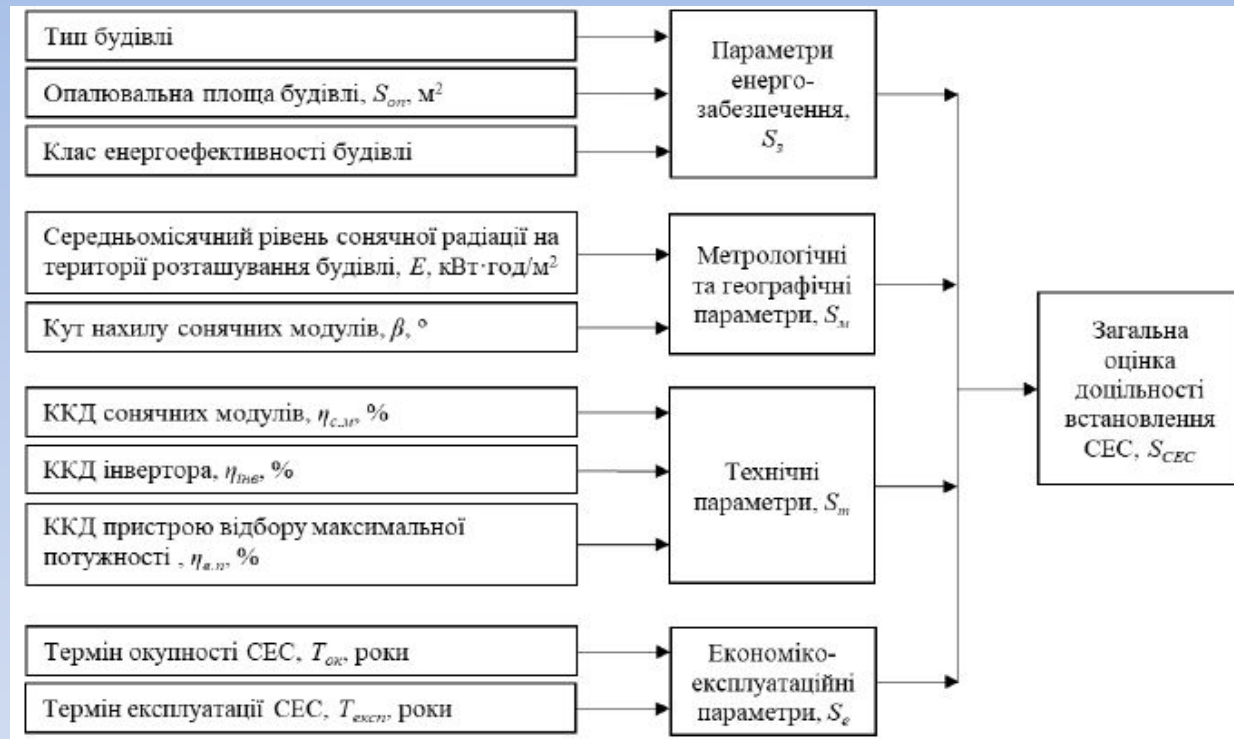 Тип будівлі
Опалювальна площа будівлі, Sоп, м²
Клас енергоефективності будівлі
Параметри
енерго-
забезпечення,
Sз
Середньомісячний рівень сонячної радіації на
території розташування будівлі, E, кВт·год/м²
Кут нахилу сонячних модулів, β, °
Метрологічні
та географічні
параметри, Sм
ККД сонячних модулів, ηс.м, %
ККД інвертора, ηінв, %
ККД пристрою відбору максимальної
потужності , ηв.п, %
Технічні
параметри, Sт
Термін окупності СЕС, Tок, роки
Термін експлуатації СЕС, Tексп, роки
Економіко-
експлуатаційні
параметри, Sе
Загальна
оцінка
доцільності
встановлення
СЕС, SСЕС